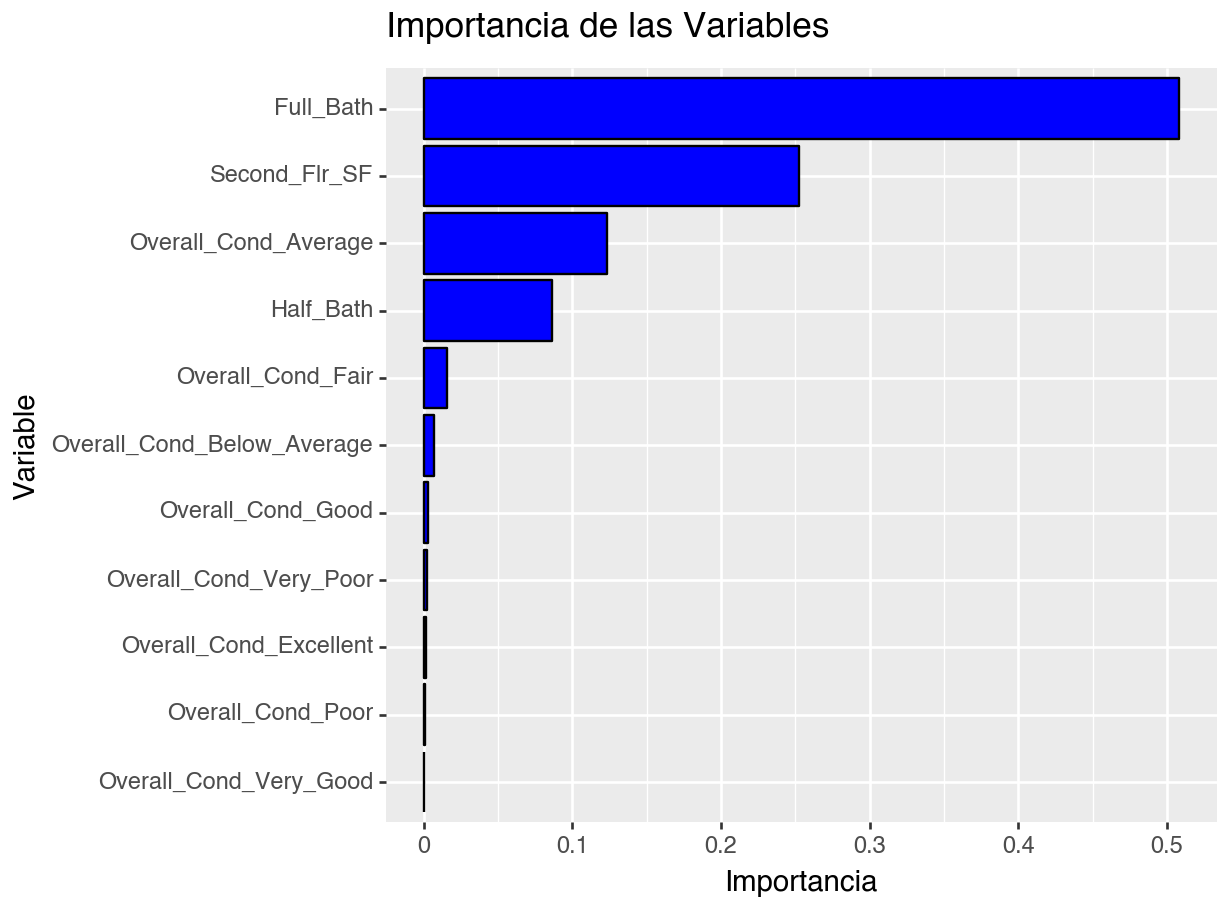 Importancia de las Variables
Full_Bath
Second_Flr_SF
Overall_Cond_Average
Half_Bath
Overall_Cond_Fair
Overall_Cond_Below_Average
Overall_Cond_Good
Overall_Cond_Very_Poor
Overall_Cond_Excellent
Overall_Cond_Poor
Overall_Cond_Very_Good
Variable
0 0.1 0.2 0.3 0.4 0.5
Importancia